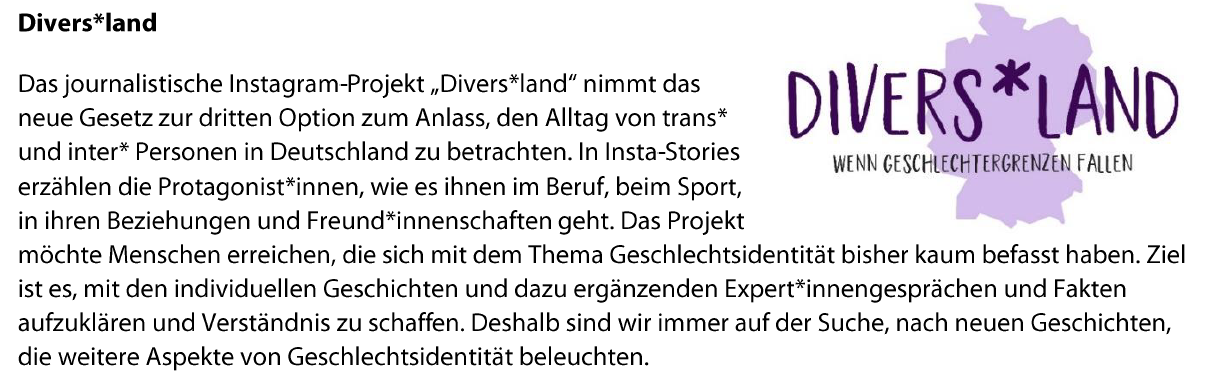 Divers*land
Das journalistische Instagram-Projekt „Divers*land“ nimmt das
neue Gesetz zur dritten Option zum Anlass, den Alltag von trans*
und inter* Personen in Deutschland zu betrachten. In Insta-Stories
erzählen die Protagonist*innen, wie es ihnen im Beruf, beim Sport,
in ihren Beziehungen und Freund*innenschaften geht. Das Projekt
möchte Menschen erreichen, die sich mit dem Thema Geschlechtsidentität bisher kaum befasst haben. Ziel
ist es, mit den individuellen Geschichten und dazu ergänzenden Expert*innengesprächen und Fakten
aufzuklären und Verständnis zu schaffen. Deshalb sind wir immer auf der Suche, nach neuen Geschichten,
die weitere Aspekte von Geschlechtsidentität beleuchten.
DIVERS*LAND
WENN GESCHLECHTERGRENZEN FALLEN